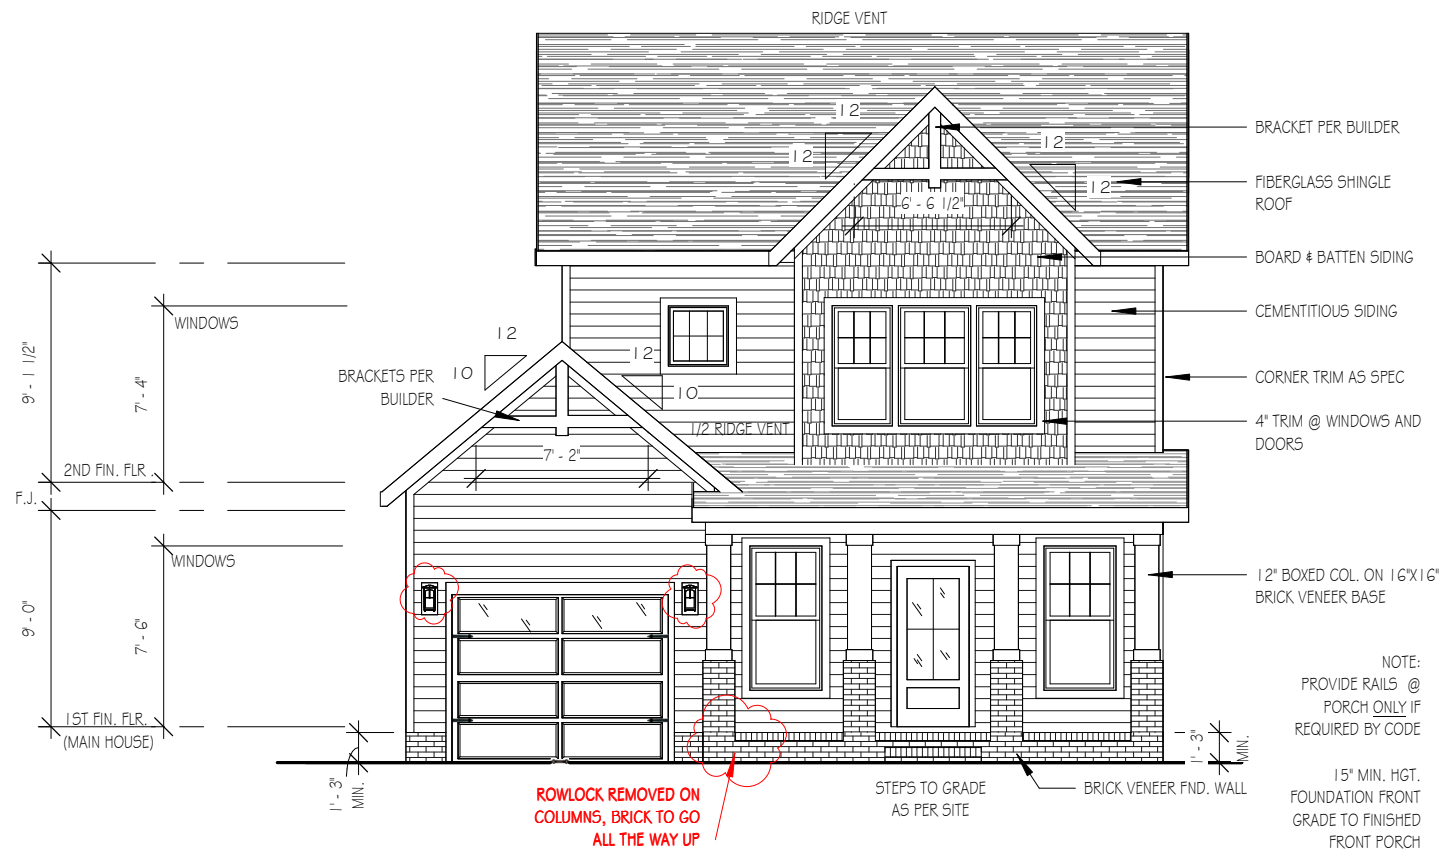 RIDGE VENT
12
12
12
12
BRACKET PER BUILDER
FIBERGLASS SHINGLE
ROOF
6' - 6 1/2"
BOARD & BATTEN SIDING
CEMENTITIOUS SIDING
CORNER TRIM AS SPEC
4" TRIM @ WINDOWS AND
DOORS
WINDOWS
9' - 1 1/2"
7' - 4"
12
10
12
10
BRACKETS PER
BUILDER
1/2 RIDGE VENT
7' - 2"
2ND FIN. FLR.
F.J.
WINDOWS
9' - 0"
7' - 6"
12" BOXED COL. ON 16"X16"
BRICK VENEER BASE
NOTE:
PROVIDE RAILS @
PORCH ONLY IF
REQUIRED BY CODE
1ST FIN. FLR.
(MAIN HOUSE)
1' - 3"
MIN.
1' - 3"
MIN.
ROWLOCK REMOVED ON
COLUMNS, BRICK TO GO
ALL THE WAY UP
STEPS TO GRADE
AS PER SITE
BRICK VENEER FND. WALL
15" MIN. HGT.
FOUNDATION FRONT
GRADE TO FINISHED
FRONT PORCH